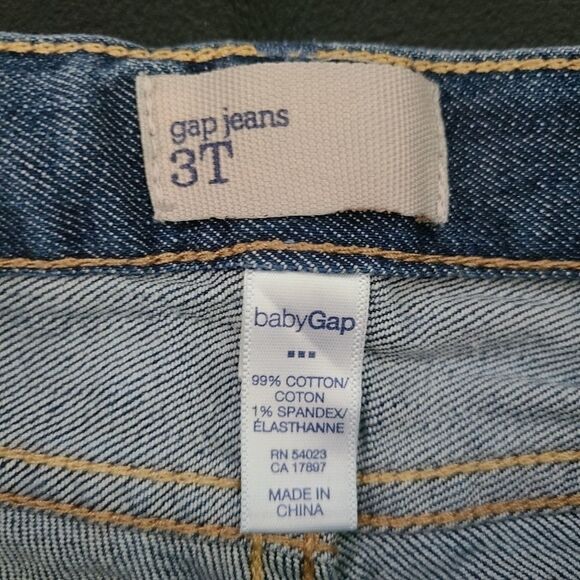 gap jeans
3T
babyGap
99% COTTON/
COTON
1% SPANDEX/
ÉLASTHANNE
RN 54023
CA 17897
MADE IN
CHINA